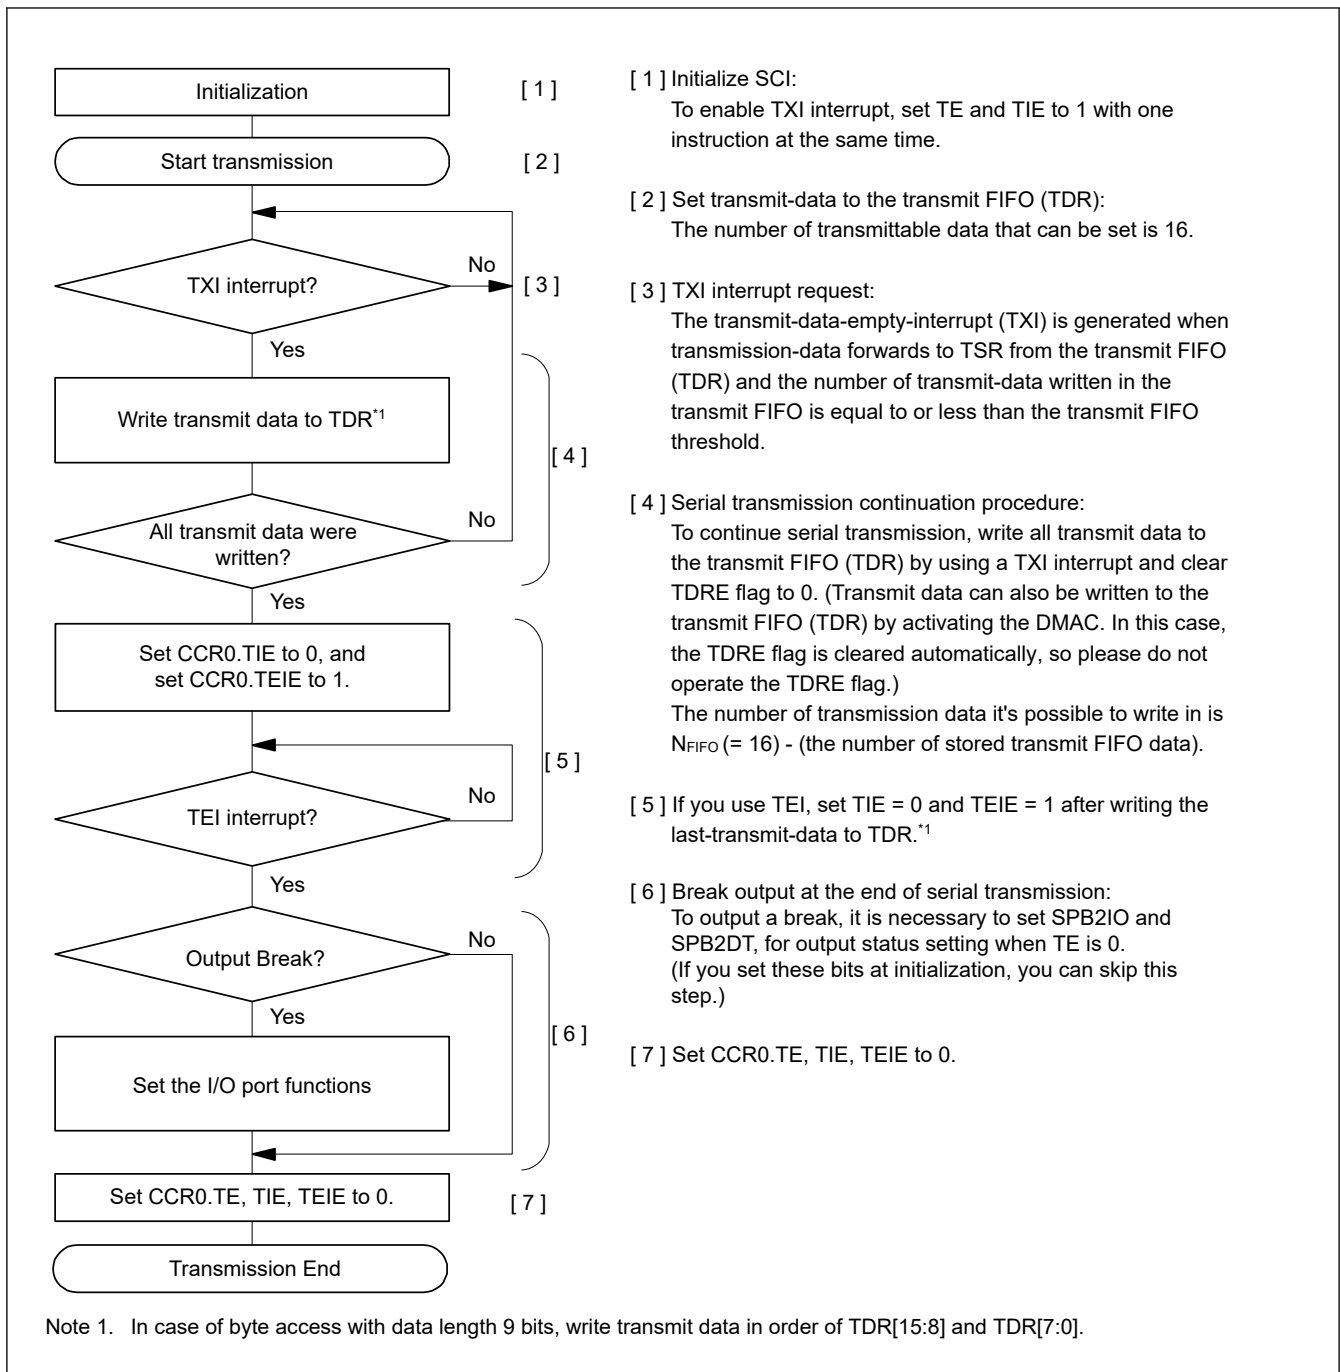 Initialization
[ 1 ]
Start transmission
[ 2 ]
TXI interrupt?
No
[ 3 ]
Yes
Write transmit data to TDR*1
[ 4 ]
All transmit data were
written?
No
Yes
Set CCR0.TIE to 0, and
set CCR0.TEIE to 1.
[ 5 ]
TEI interrupt?
No
Yes
Output Break?
No
Yes
[ 6 ]
Set the I/O port functions
Set CCR0.TE, TIE, TEIE to 0.
[ 7 ]
Transmission End
[ 1 ] Initialize SCI:
To enable TXI interrupt, set TE and TIE to 1 with one
instruction at the same time.
[ 2 ] Set transmit-data to the transmit FIFO (TDR):
The number of transmittable data that can be set is 16.
[ 3 ] TXI interrupt request:
The transmit-data-empty-interrupt (TXI) is generated when
transmission-data forwards to TSR from the transmit FIFO
(TDR) and the number of transmit-data written in the
transmit FIFO is equal to or less than the transmit FIFO
threshold.
[ 4 ] Serial transmission continuation procedure:
To continue serial transmission, write all transmit data to
the transmit FIFO (TDR) by using a TXI interrupt and clear
TDRE flag to 0. (Transmit data can also be written to the
transmit FIFO (TDR) by activating the DMAC. In this case,
the TDRE flag is cleared automatically, so please do not
operate the TDRE flag.)
The number of transmission data it's possible to write in is
NFIFO (= 16) - (the number of stored transmit FIFO data).
[ 5 ] If you use TEI, set TIE = 0 and TEIE = 1 after writing the
last-transmit-data to TDR.*1
[ 6 ] Break output at the end of serial transmission:
To output a break, it is necessary to set SPB2IO and
SPB2DT, for output status setting when TE is 0.
(If you set these bits at initialization, you can skip this
step.)
[ 7 ] Set CCR0.TE, TIE, TEIE to 0.
Note 1. In case of byte access with data length 9 bits, write transmit data in order of TDR[15:8] and TDR[7:0].